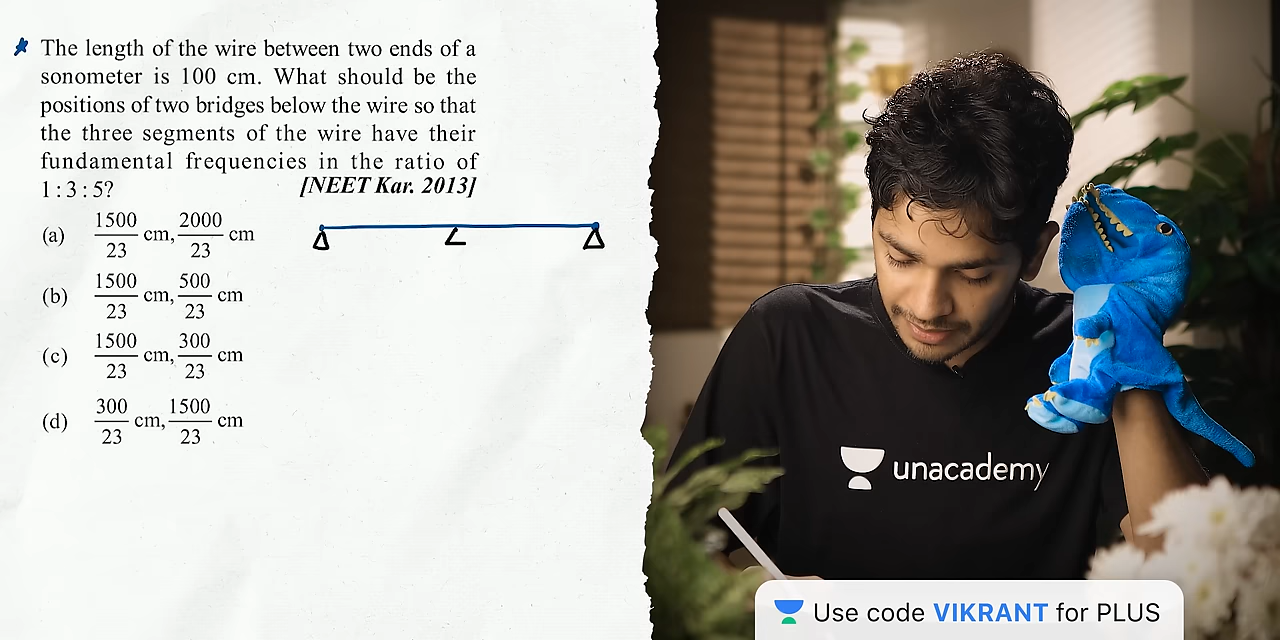 The length of the wire between two ends of a
sonometer is 100 cm. What should be the
positions of two bridges below the wire so that
the three segments of the wire have their
fundamental frequencies in the ratio of
1 : 3 : 5? [NEET Kar. 2013]
(a) 1500/23 cm, 2000/23 cm
(b) 1500/23 cm, 500/23 cm
(c) 1500/23 cm, 300/23 cm
(d) 300/23 cm, 1500/23 cm
unacademy
Use code VIKRANT for PLUS